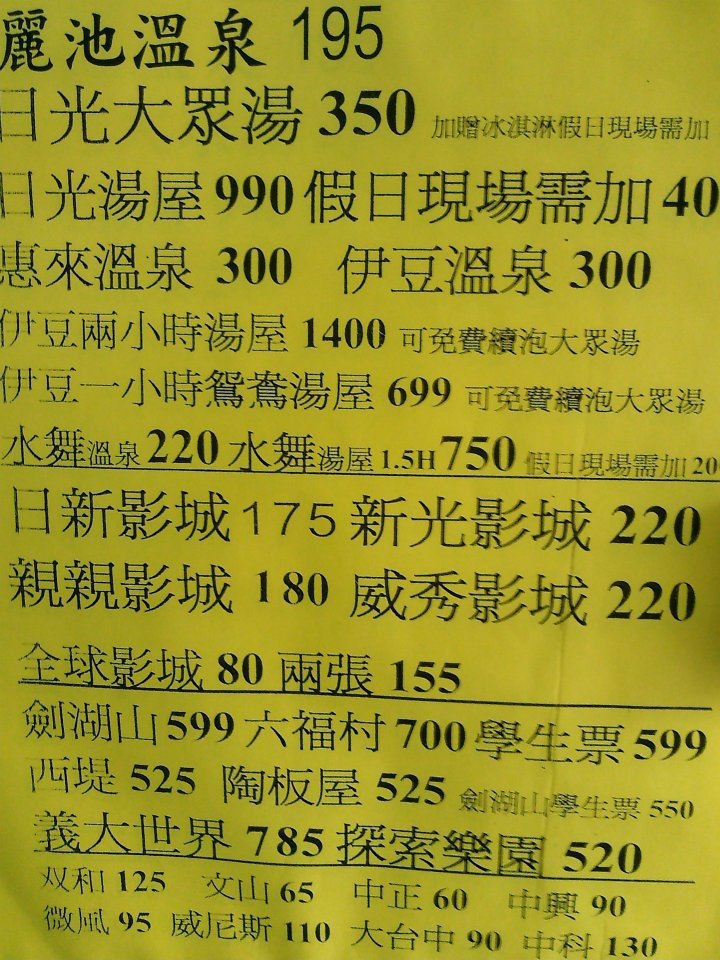 麗池溫泉 195
日光大眾湯 350 加贈冰淇淋假日現場需加
日光湯屋 990 假日現場需加 40
惠來溫泉 300 伊豆溫泉 300
伊豆兩小時湯屋 1400 可免費續泡大眾湯
伊豆一小時鴛鴦湯屋 699 可免費續泡大眾湯
水舞溫泉 220 水舞湯屋 1.5H 750 假日現場需加 20
日新影城 175 新光影城 220
親親影城 180 威秀影城 220
全球影城 80 兩張 155
劍湖山 599 六福村 700 學生票 599
西堤 525 陶板屋 525 劍湖山學生票 550
義大世界 785 探索樂園 520
双和 125 文山 65 中正 60 中興 90
微風 95 威尼斯 110 大台中 90 中科 130